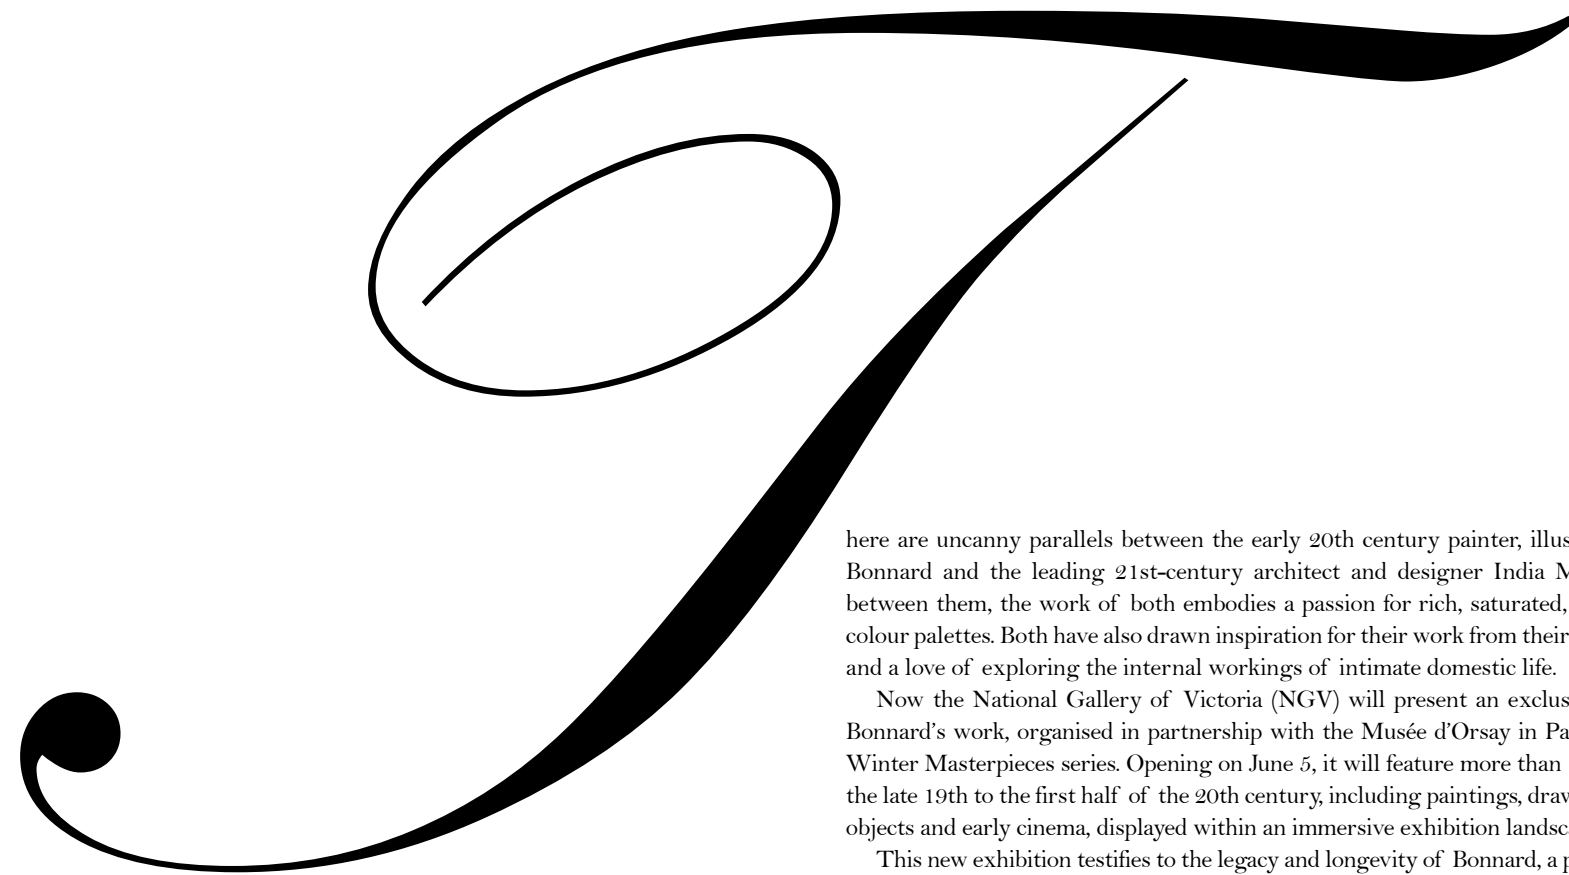 T
here are uncanny parallels between the early 20th century painter, illus
Bonnard and the leading 21st-century architect and designer India M
between them, the work of both embodies a passion for rich, saturated,
colour palettes. Both have also drawn inspiration for their work from their
and a love of exploring the internal workings of intimate domestic life.
Now the National Gallery of Victoria (NGV) will present an exclus
Bonnard’s work, organised in partnership with the Musée d’Orsay in Pa
Winter Masterpieces series. Opening on June 5, it will feature more than
the late 19th to the first half of the 20th century, including paintings, draw
objects and early cinema, displayed within an immersive exhibition landsc
This new exhibition testifies to the legacy and longevity of Bonnard, a p